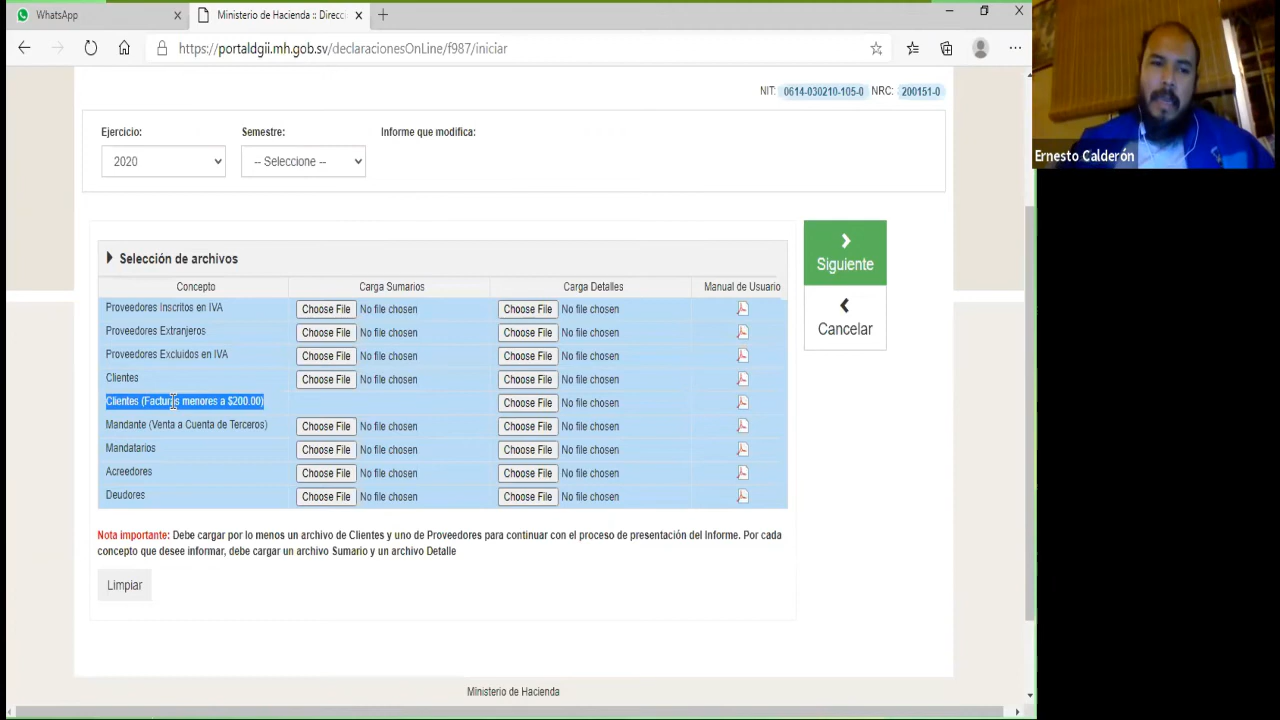 WhatsApp
Ministerio de Hacienda :: Direcci
https://portaldgii.mh.gob.sv/declaracionesOnLine/f987/iniciar
NIT: 0614-030210-105-0 NRC: 200151-0
Ernesto Calderón
Ejercicio: Semestre: Informe que modifica:
2020 -- Seleccione --
Selección de archivos
Siguiente
Cancelar
Concepto Carga Sumarios Carga Detalles Manual de Usuario
Proveedores Inscritos en IVA Choose File No file chosen Choose File No file chosen
Proveedores Extranjeros Choose File No file chosen Choose File No file chosen
Proveedores Excluidos en IVA Choose File No file chosen Choose File No file chosen
Clientes Choose File No file chosen Choose File No file chosen
Clientes (Facturas menores a $200.00) Choose File No file chosen
Mandante (Venta a Cuenta de Terceros) Choose File No file chosen Choose File No file chosen
Mandatarios Choose File No file chosen Choose File No file chosen
Acreedores Choose File No file chosen Choose File No file chosen
Deudores Choose File No file chosen Choose File No file chosen
Nota importante: Debe cargar por lo menos un archivo de Clientes y uno de Proveedores para continuar con el proceso de presentación del Informe. Por cada
concepto que desee informar, debe cargar un archivo Sumario y un archivo Detalle
Limpiar
Ministerio de Hacienda